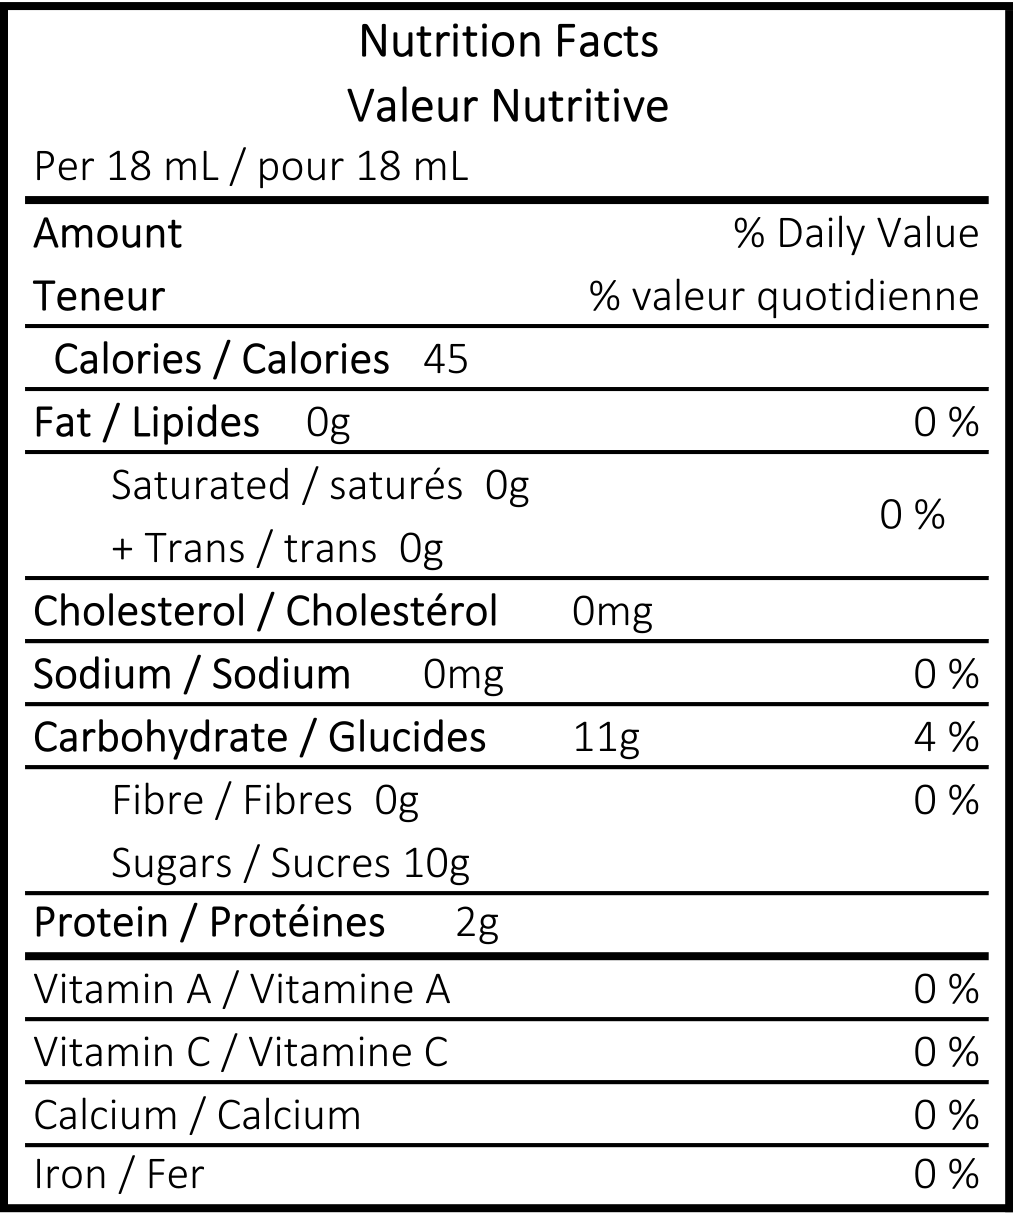 Nutrition Facts
Valeur Nutritive
Per 18 mL / pour 18 mL
Amount % Daily Value
Teneur % valeur quotidienne
Calories / Calories 45
Fat / Lipides 0g 0 %
Saturated / saturés 0g
0 %
+ Trans / trans 0g
Cholesterol / Cholestérol 0mg
Sodium / Sodium 0mg 0 %
Carbohydrate / Glucides 11g 4 %
Fibre / Fibres 0g 0 %
Sugars / Sucres 10g
Protein / Protéines 2g
Vitamin A / Vitamine A 0 %
Vitamin C / Vitamine C 0 %
Calcium / Calcium 0 %
Iron / Fer 0 %